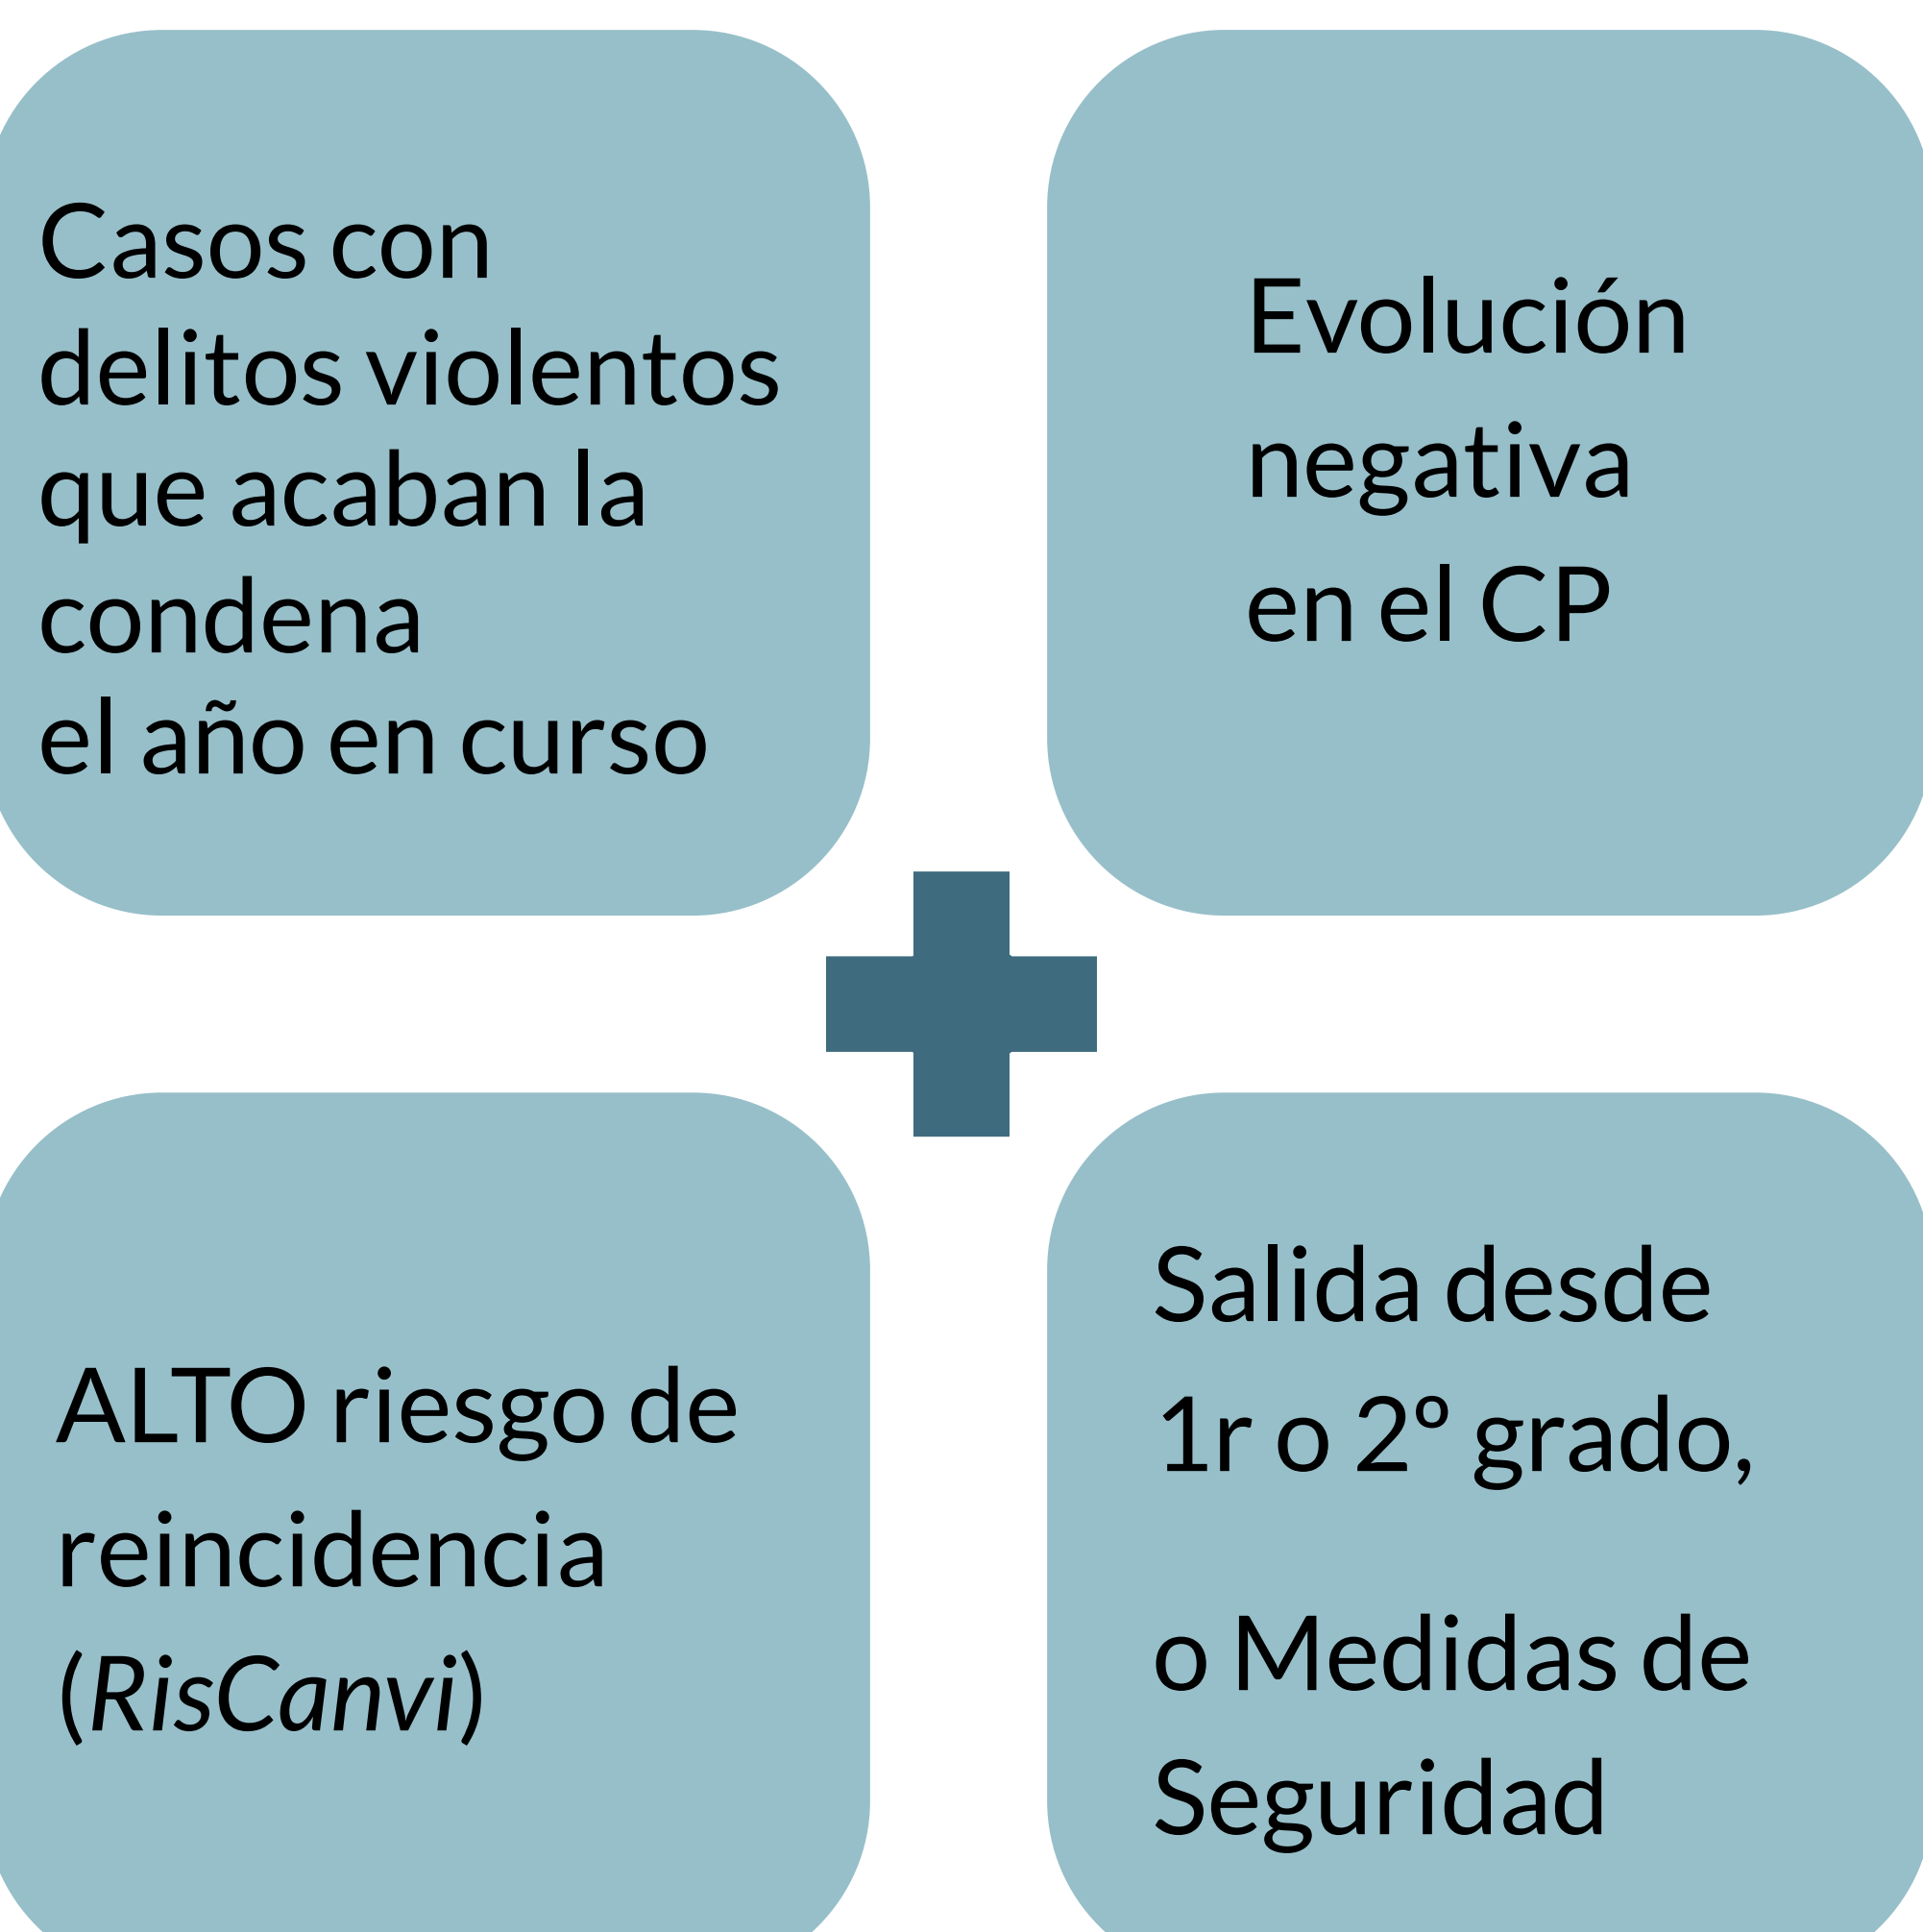 Casos con
delitos violentos
que acaban la
condena
el año en curso
Evolución
negativa
en el CP
ALTO riesgo de
reincidencia
(RisCanvi)
Salida desde
1r o 2º grado,
o Medidas de
Seguridad